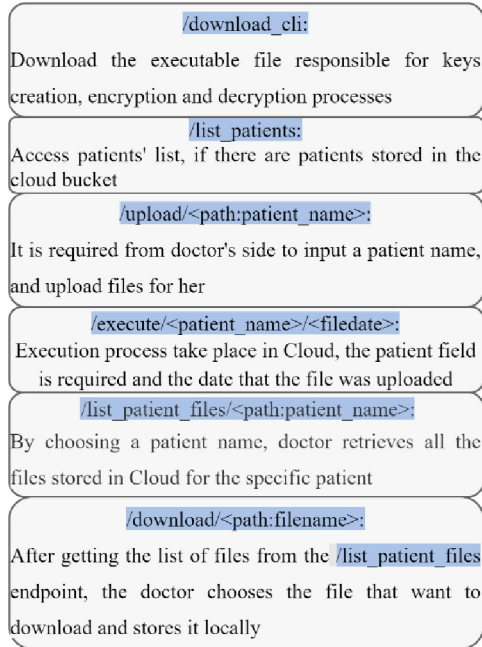 /download_cli:
Download the executable file responsible for keys
creation, encryption and decryption processes
/list_patients:
Access patients' list, if there are patients stored in the
cloud bucket
/upload/<path:patient_name>:
It is required from doctor's side to input a patient name,
and upload files for her
/execute/<patient_name>/<filedate>:
Execution process take place in Cloud, the patient field
is required and the date that the file was uploaded
/list_patient_files/<path:patient_name>:
By choosing a patient name, doctor retrieves all the
files stored in Cloud for the specific patient
/download/<path:filename>:
After getting the list of files from the /list_patient_files
endpoint, the doctor chooses the file that want to
download and stores it locally